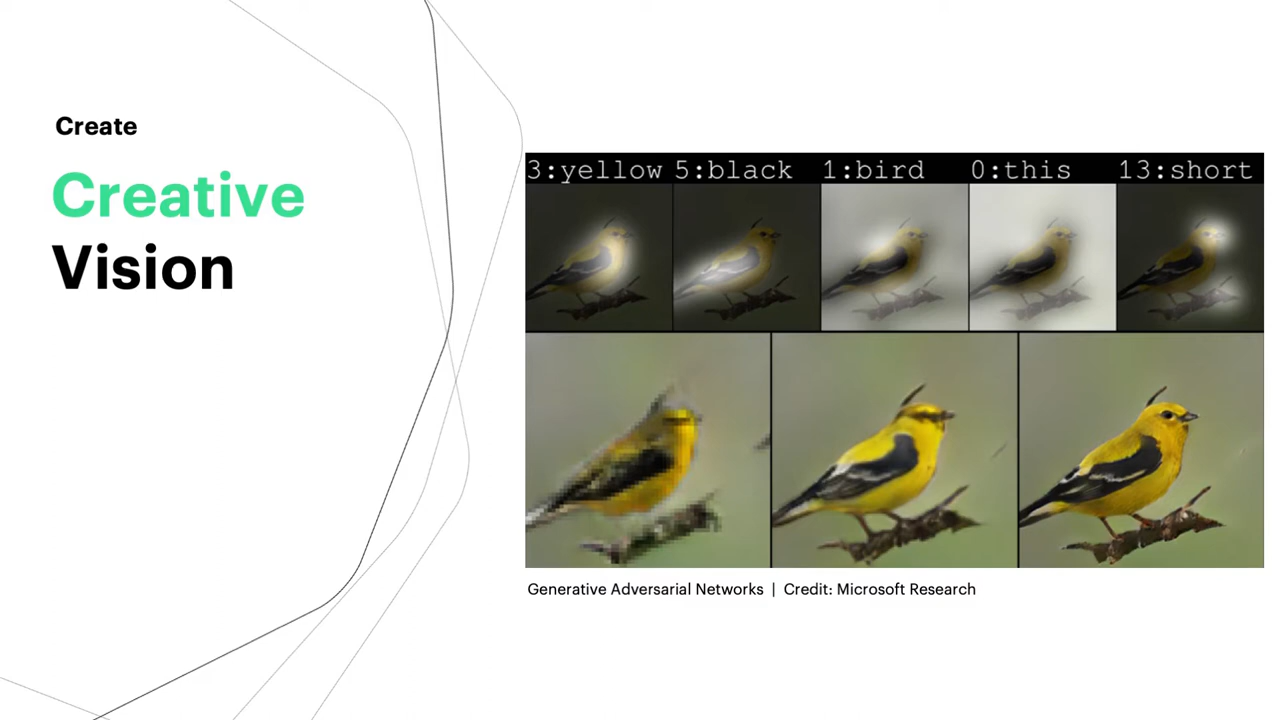 Create
Creative
Vision
3:yellow 5:black 1:bird 0:this 13:short
Generative Adversarial Networks | Credit: Microsoft Research